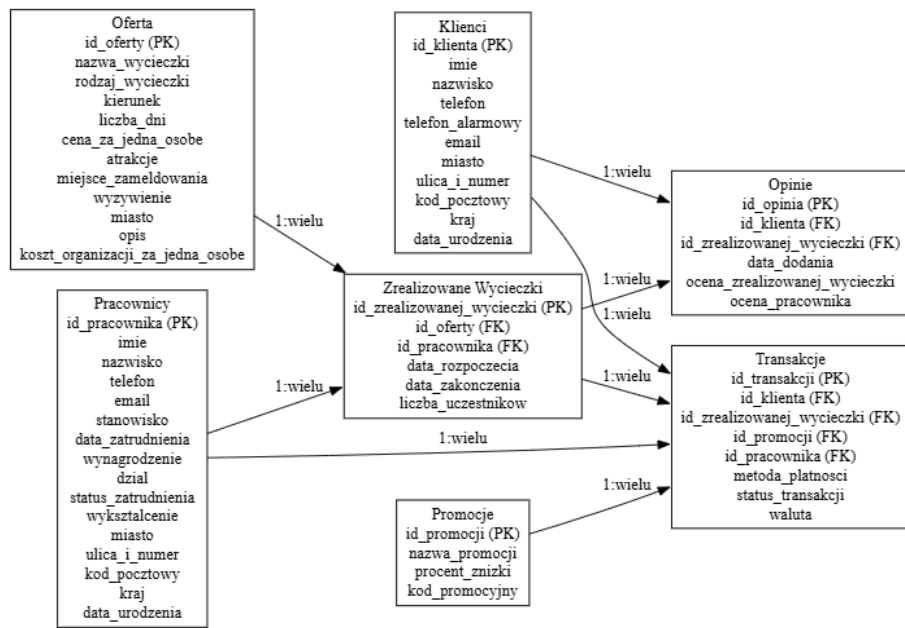 Oferta
id_oferty (PK)
nazwa_wycieczki
rodzaj_wycieczki
kierunek
liczba_dni
cena_za_jedna_osobe
atrakcje
miejsce_zameldowania
wyzywienie
miasto
opis
koszt_organizacji_za_jedna_osobe
Klienci
id_klienta (PK)
imie
nazwisko
telefon
telefon_alarmowy
email
miasto
ulica_i_numer
kod_pocztowy
kraj
data_urodzenia
1:wielu
1:wielu
Opinie
id_opinia (PK)
id_klienta (FK)
id_zrealizowanej_wycieczki (FK)
data_dodania
ocena_zrealizowanej_wycieczki
ocena_pracownika
Pracownicy
id_pracownika (PK)
imie
nazwisko
telefon
email
stanowisko
data_zatrudnienia
wynagrodzenie
dzial
status_zatrudnienia
wyksztalcenie
miasto
ulica_i_numer
kod_pocztowy
kraj
data_urodzenia
1:wielu
1:wielu
Zrealizowane Wycieczki
id_zrealizowanej_wycieczki (PK)
id_oferty (FK)
id_pracownika (FK)
data_rozpoczecia
data_zakonczenia
liczba_uczestnikow
1:wielu
1:wielu
1:wielu
Transakcje
id_transakcji (PK)
id_klienta (FK)
id_zrealizowanej_wycieczki (FK)
id_promocji (FK)
id_pracownika (FK)
metoda_platnosci
status_transakcji
waluta
Promocje
id_promocji (PK)
nazwa_promocji
procent_znizki
kod_promocyjny
1:wielu